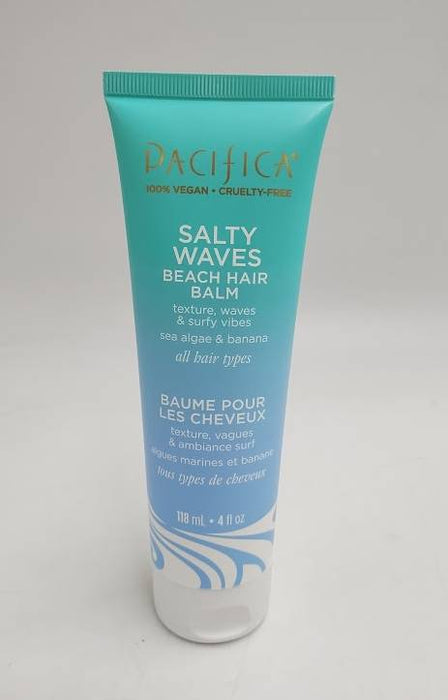 PACIFICA
100% VEGAN • CRUELTY-FREE
SALTY
WAVES
BEACH HAIR
BALM
texture, waves
& surfy vibes
sea algae & banana
all hair types
BAUME POUR
LES CHEVEUX
texture, vagues
& ambiance surf
algues marines et banane
tous types de cheveux
118 mL • 4 fl oz